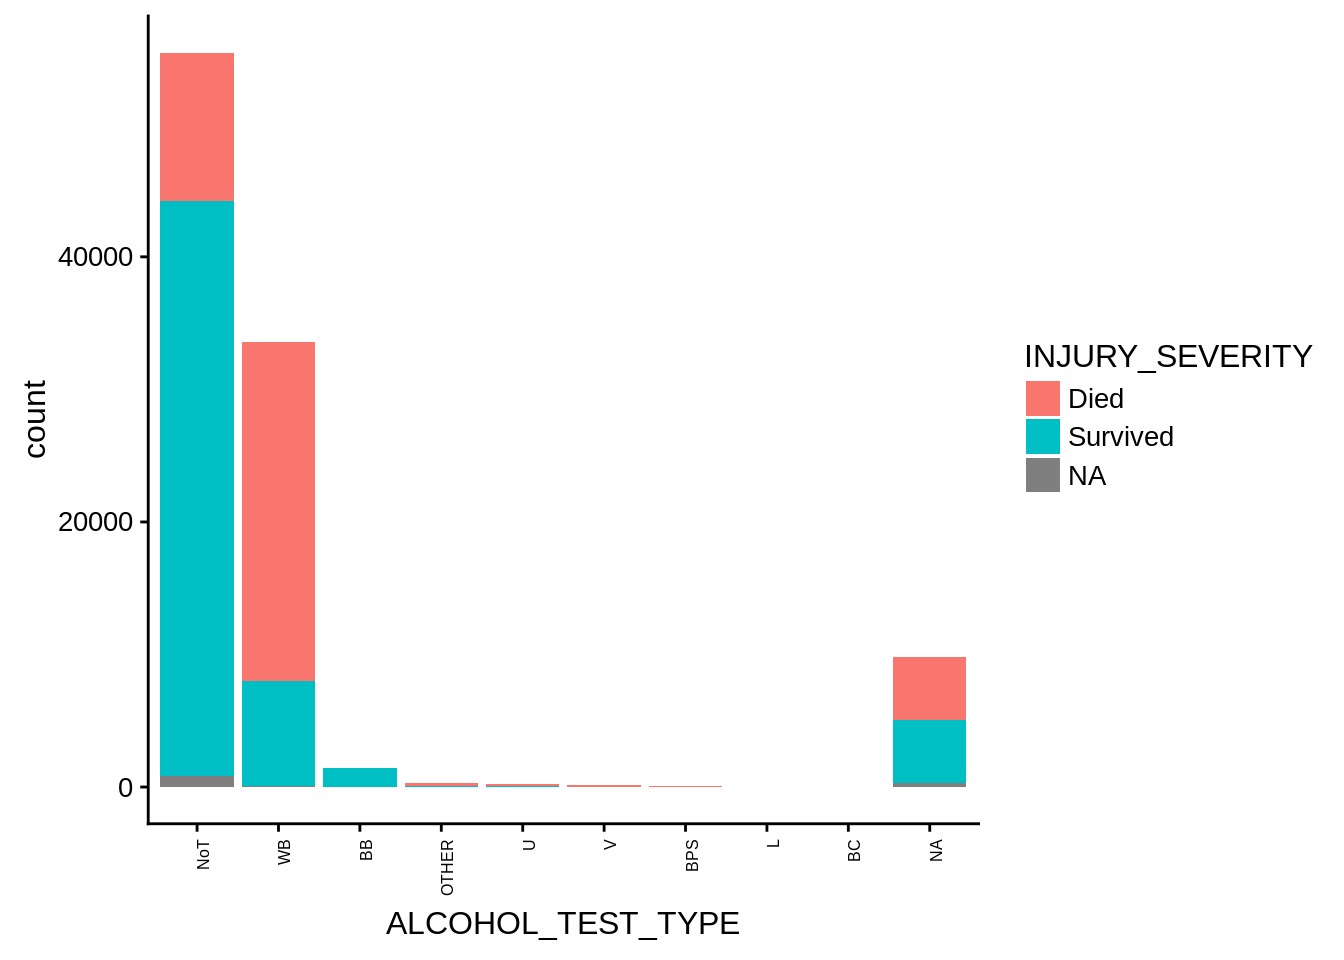 40000
20000
0
count
NoT
WB
BB
OTHER
U
V
BPS
L
BC
NA
ALCOHOL_TEST_TYPE
INJURY_SEVERITY
Died
Survived
NA